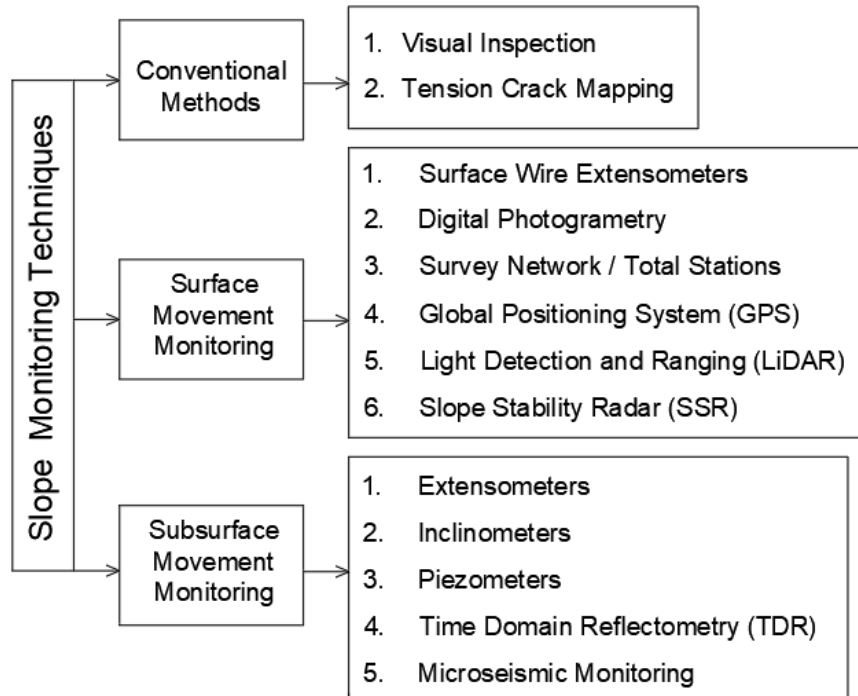 Slope Monitoring Techniques
Conventional
Methods
1. Visual Inspection
2. Tension Crack Mapping
Surface
Movement
Monitoring
1. Surface Wire Extensometers
2. Digital Photogrametry
3. Survey Network / Total Stations
4. Global Positioning System (GPS)
5. Light Detection and Ranging (LiDAR)
6. Slope Stability Radar (SSR)
Subsurface
Movement
Monitoring
1. Extensometers
2. Inclinometers
3. Piezometers
4. Time Domain Reflectometry (TDR)
5. Microseismic Monitoring